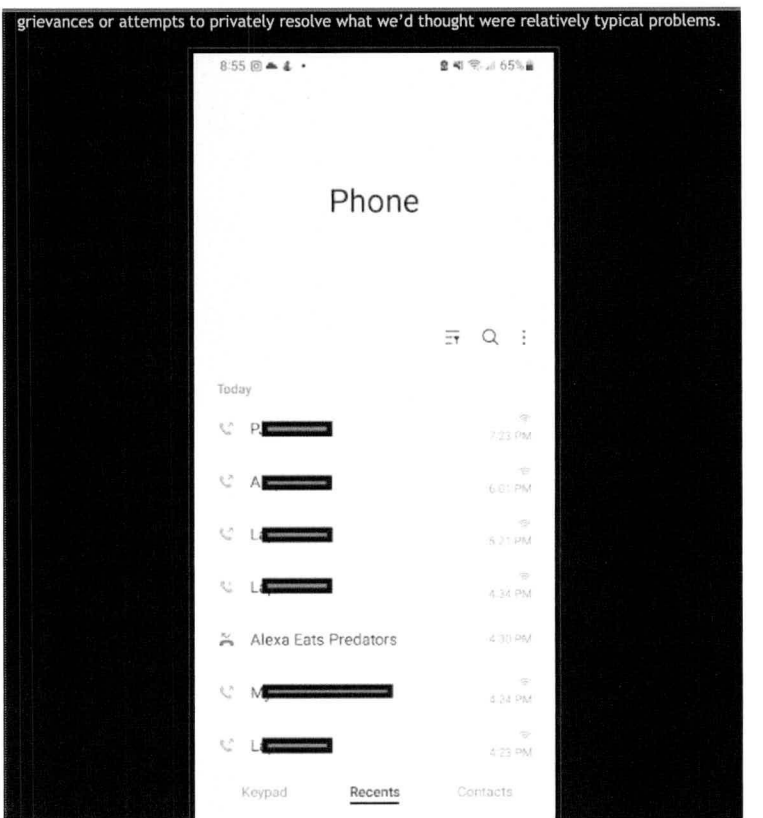 grievances or attempts to privately resolve what we'd thought were relatively typical problems.
8:55
65%
Phone
Today
P
7:23 PM
A
6:01 PM
L
5:21 PM
L
4:34 PM
Alexa Eats Predators
4:30 PM
M
4:24 PM
L
4:23 PM
Keypad Recents Contacts